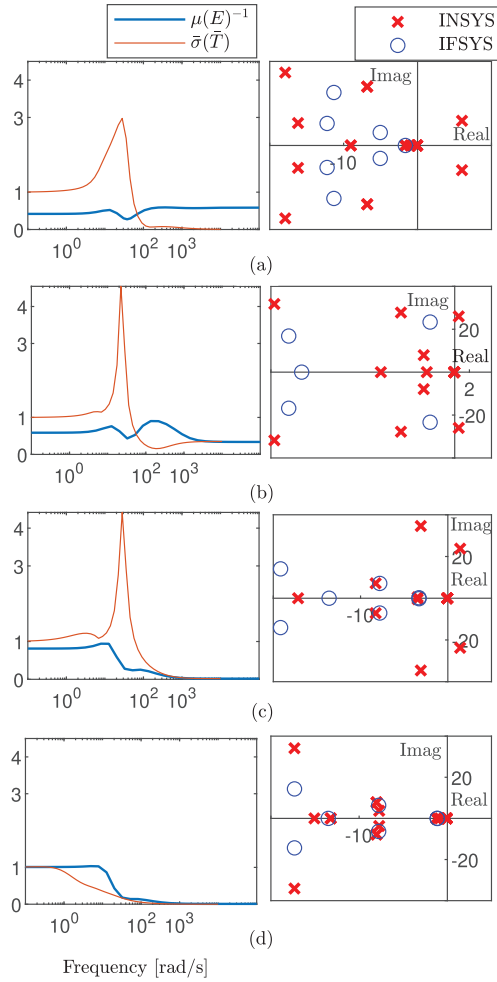 μ(E)⁻¹ INSYS
σ̄(T̄) IFSYS
4
3
1
0
10⁰ 10² 10³
Imag
Real
-10
(a)
4
3
1
0
10⁰ 10² 10³
Imag
20
Real
2
-20
(b)
4
3
1
0
10⁰ 10² 10³
Imag
20
Real
-10
-20
(c)
4
3
1
0
10⁰ 10² 10³
Imag
20
Real
-10
-20
(d)
Frequency [rad/s]